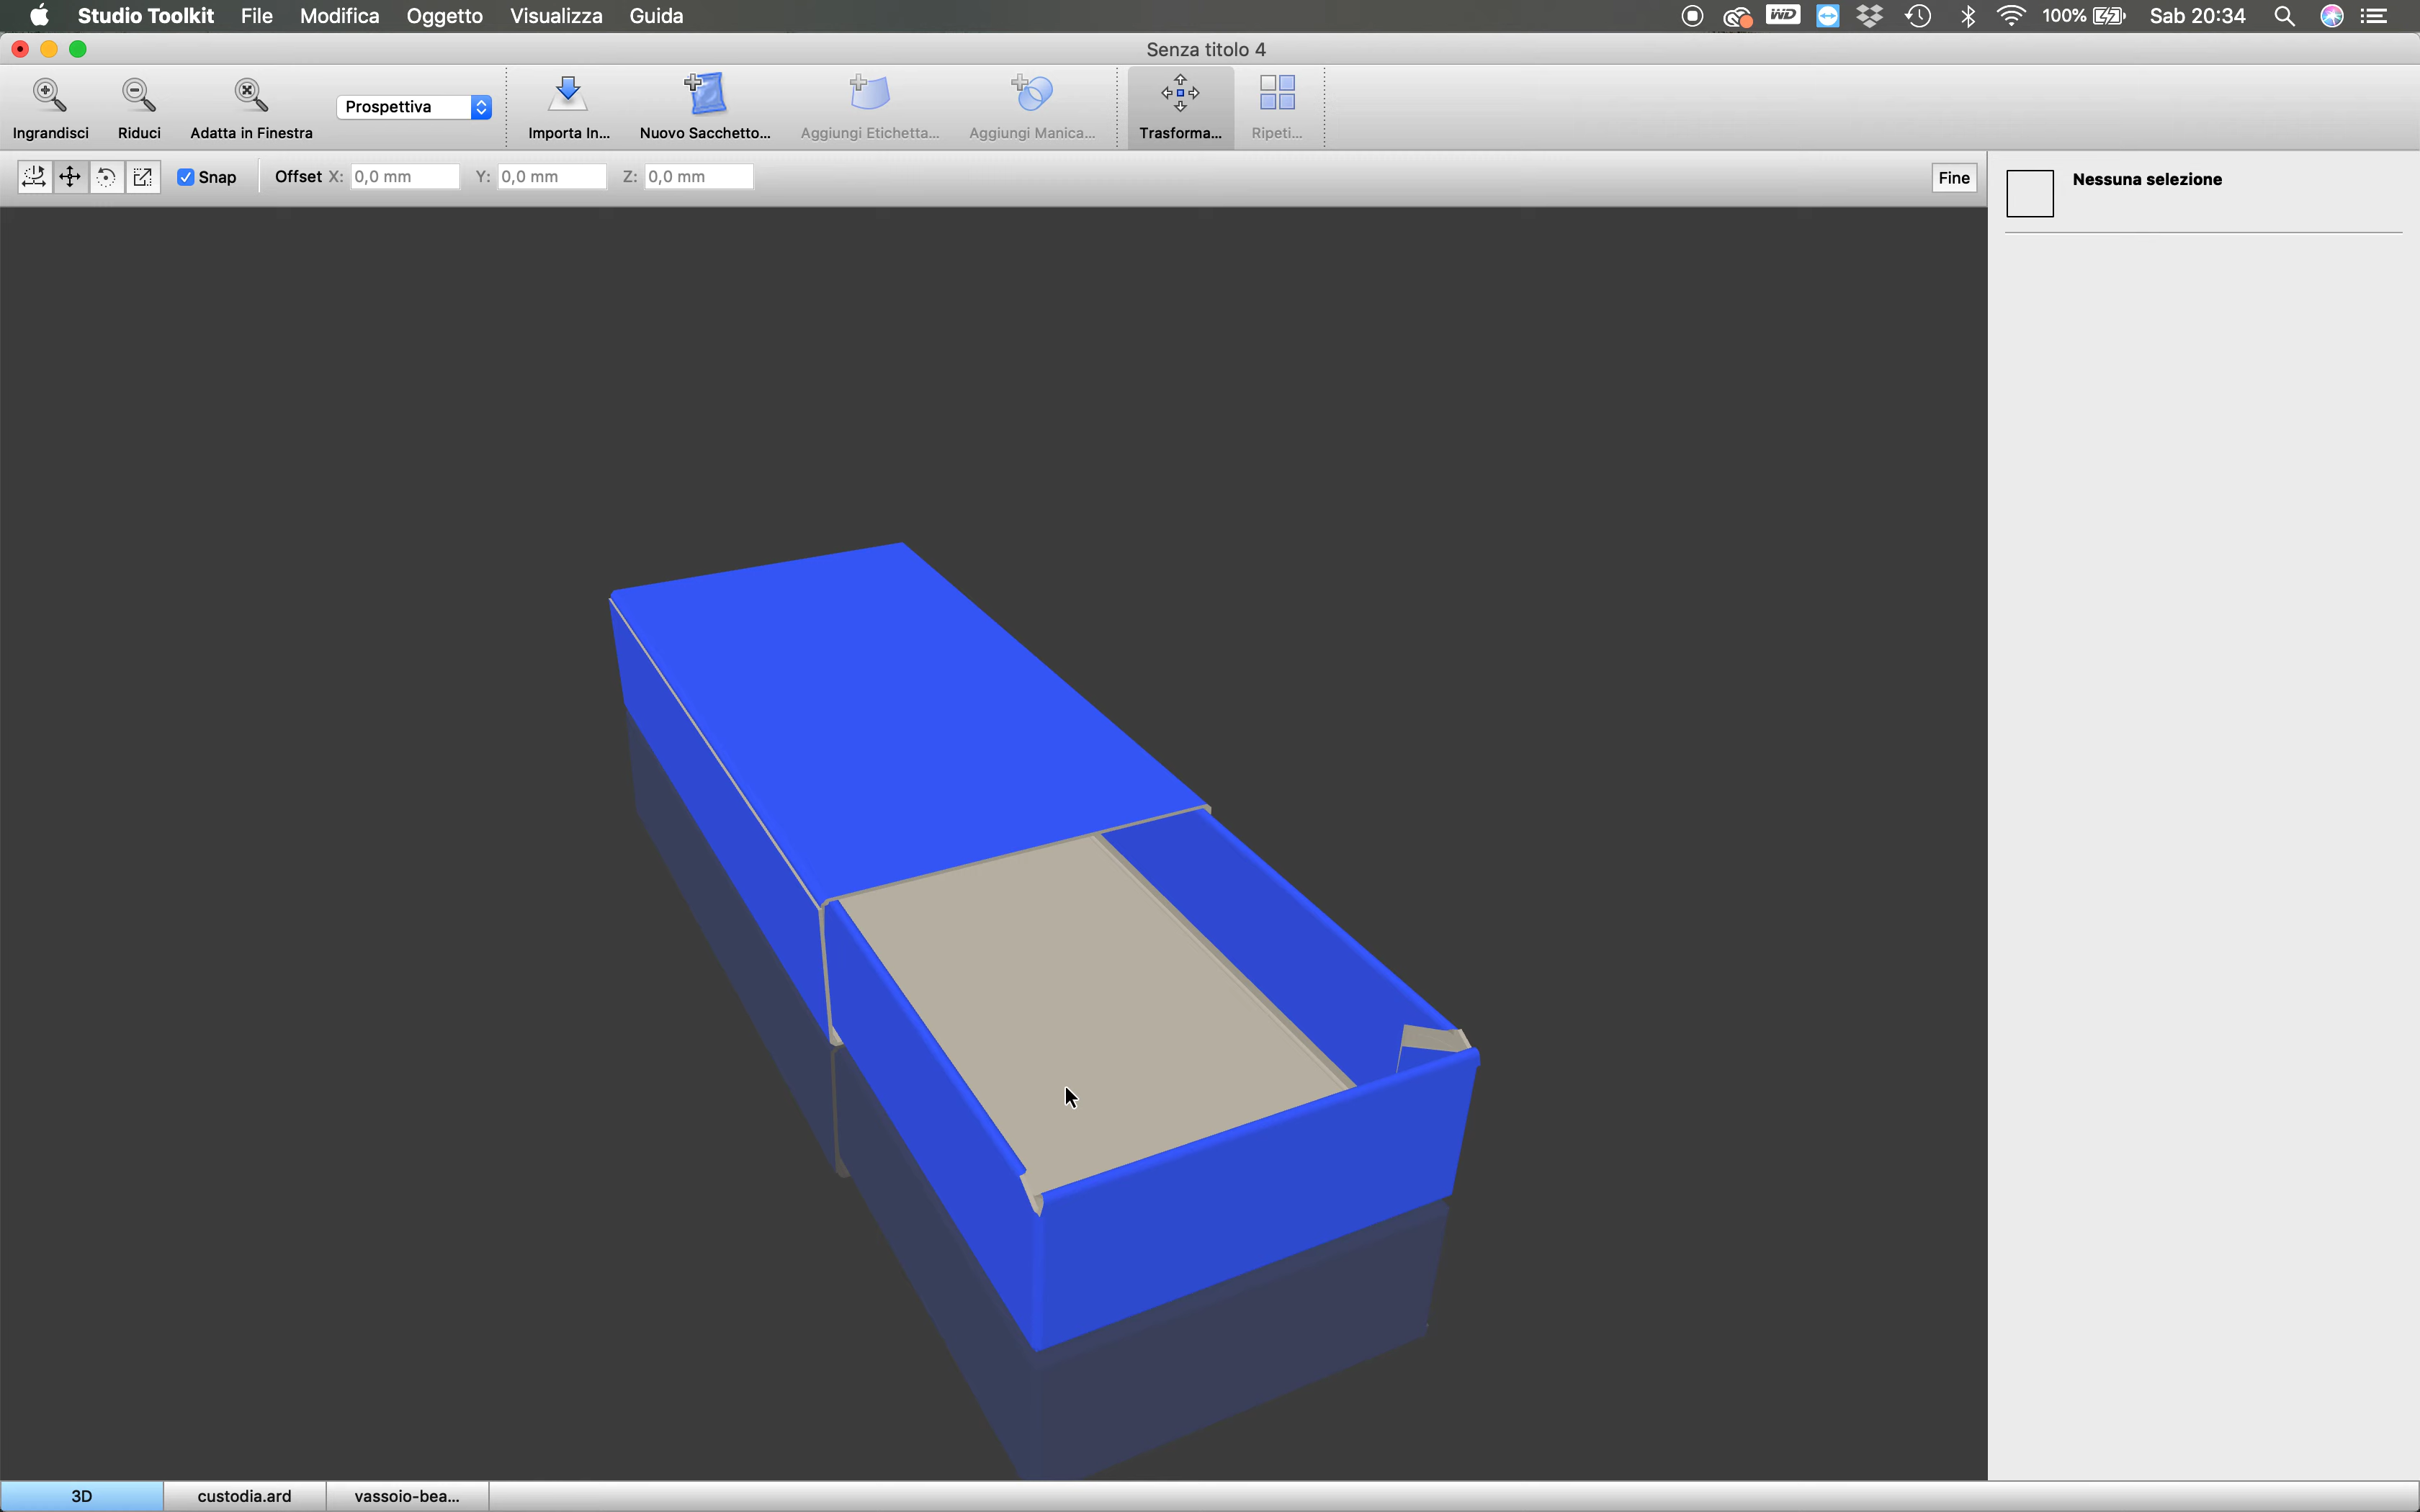 Studio Toolkit File Modifica Oggetto Visualizza Guida WD 100% Sab 20:34
Senza titolo 4
Ingrandisci Riduci Adatta in Finestra Prospettiva Importa In... Nuovo Sacchetto... Aggiungi Etichetta... Aggiungi Manica... Trasforma... Ripeti...
Snap Offset X: 0,0 mm Y: 0,0 mm Z: 0,0 mm Fine
Nessuna selezione
3D custodia.ard vassoio-bea...